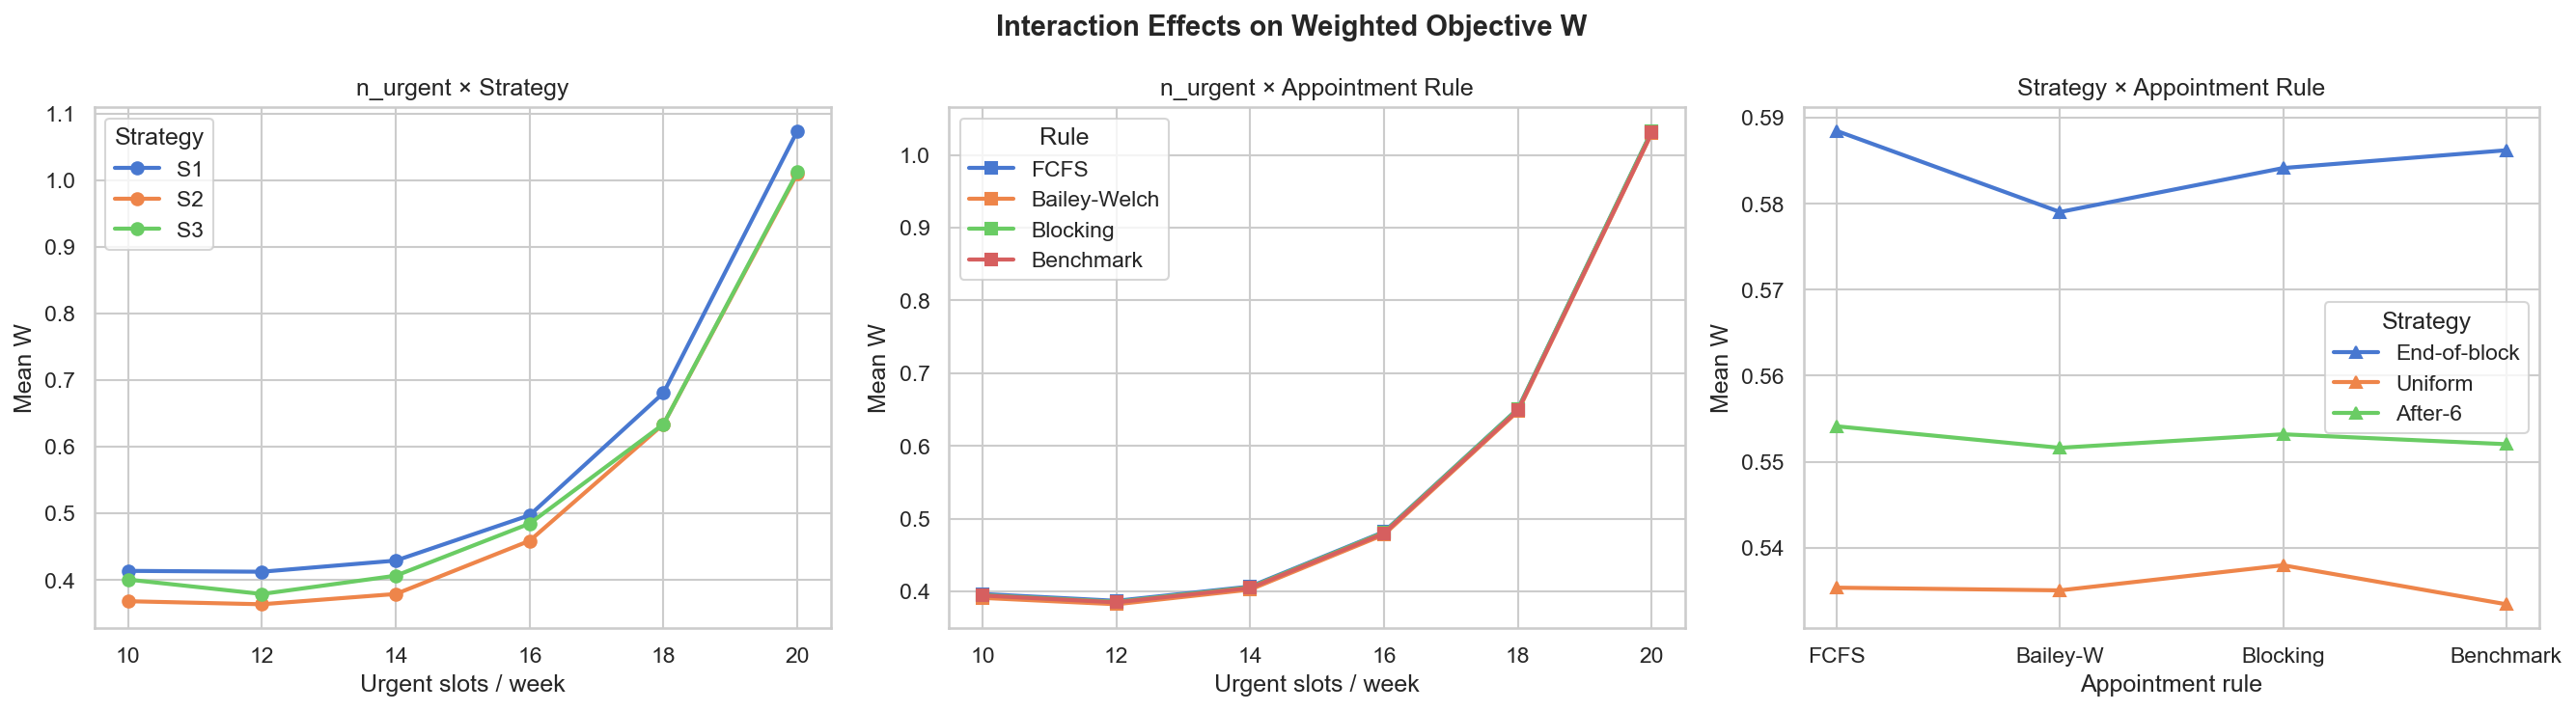 Interaction Effects on Weighted Objective W
n_urgent × Strategy
Mean W
1.1
1.0
0.9
0.8
0.7
0.6
0.5
0.4
Strategy
S1
S2
S3
10 12 14 16 18 20
Urgent slots / week
n_urgent × Appointment Rule
Mean W
1.0
0.9
0.8
0.7
0.6
0.5
0.4
Rule
FCFS
Bailey-Welch
Blocking
Benchmark
10 12 14 16 18 20
Urgent slots / week
Strategy × Appointment Rule
Mean W
0.59
0.58
0.57
0.56
0.55
0.54
Strategy
End-of-block
Uniform
After-6
FCFS Bailey-W Blocking Benchmark
Appointment rule